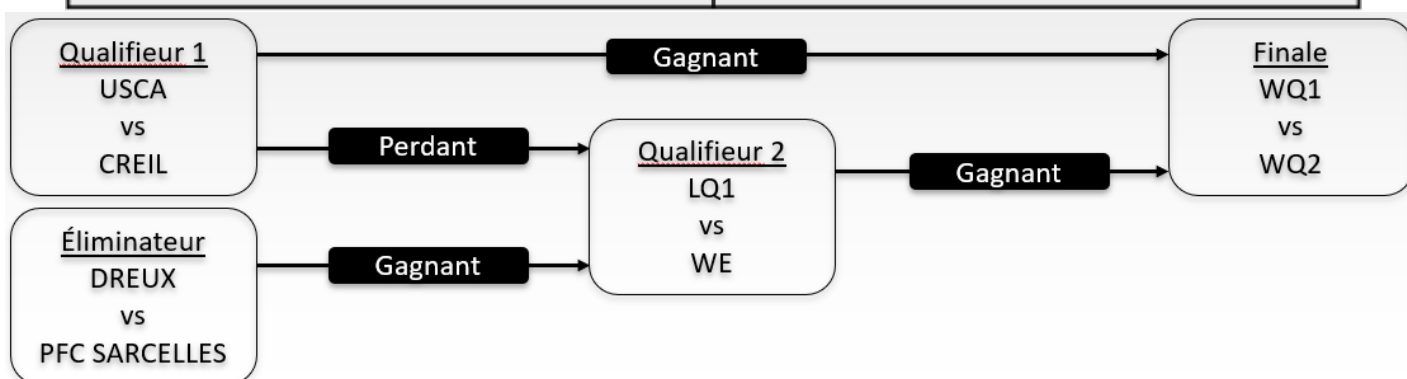 Qualifieur 1
USCA
vs
CREIL
Gagnant
Finale
WQ1
vs
WQ2
Perdant
Qualifieur 2
LQ1
vs
WE
Gagnant
Éliminateur
DREUX
vs
PFC SARCELLES
Gagnant